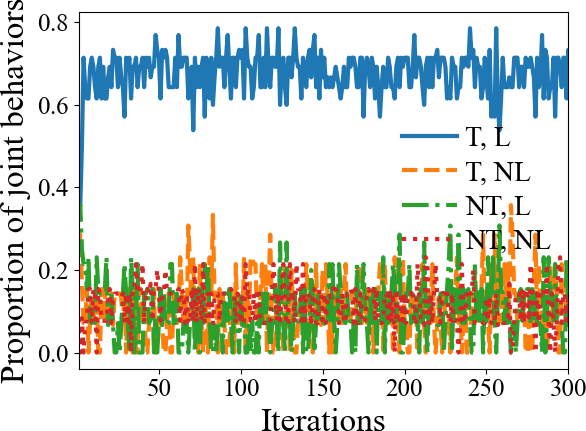 Proportion of joint behaviors
0.8
0.6
0.4
0.2
0.0
T, L
T, NL
NT, L
NT, NL
50 100 150 200 250 300
Iterations